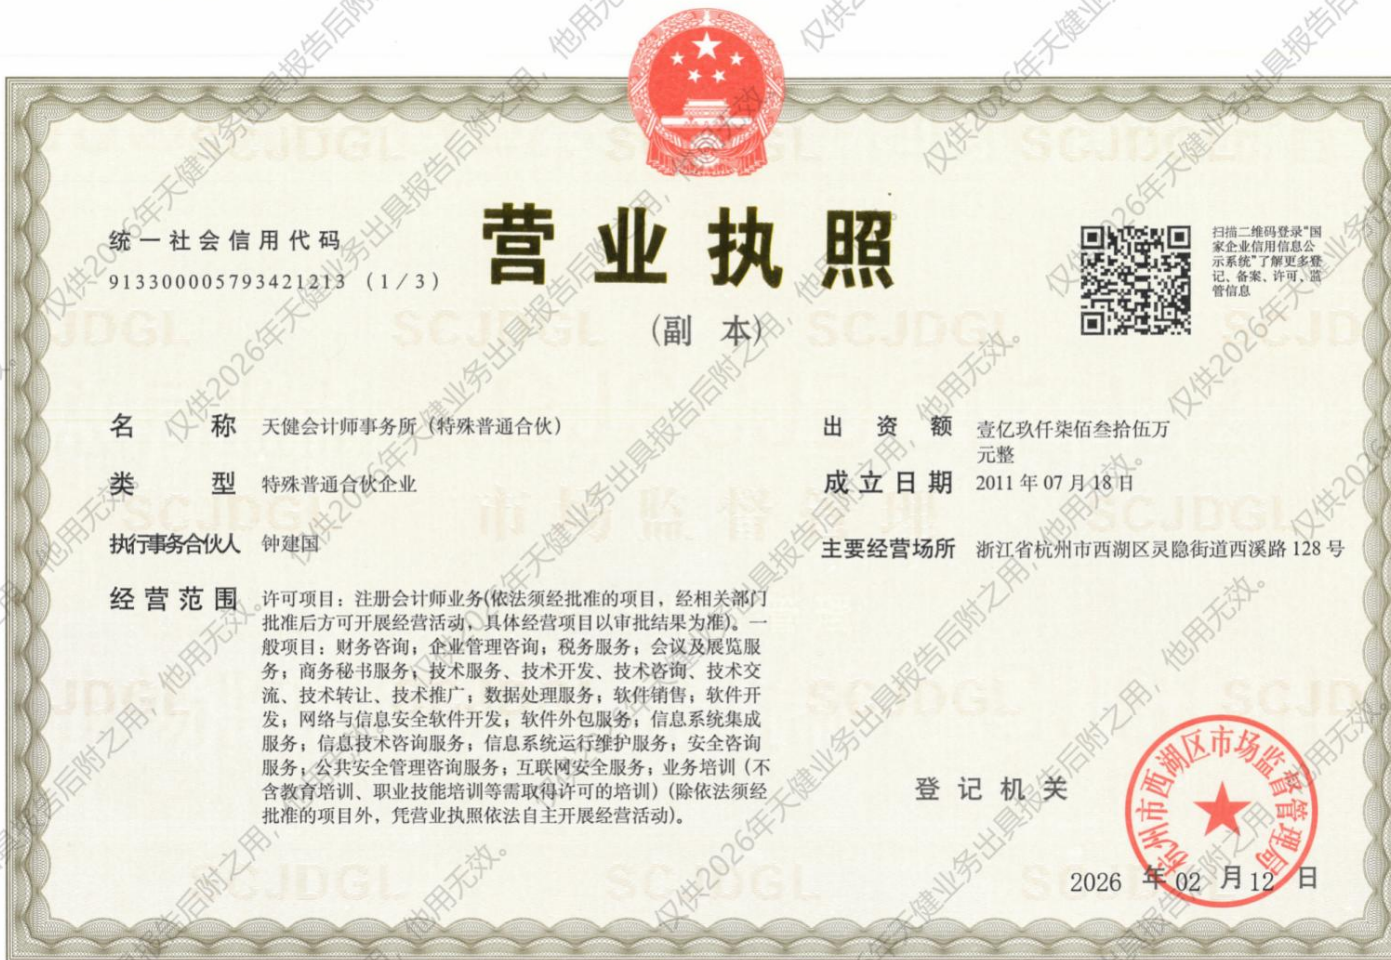 营业执照
（副 本）
统一社会信用代码
913300005793421213（1/3）
扫描二维码登录“国
家企业信用信息公
示系统”了解更多登
记、备案、许可、监
管信息
名 称 天健会计师事务所（特殊普通合伙）
类 型 特殊普通合伙企业
执行事务合伙人 钟建国
经营范围 许可项目：注册会计师业务(依法须经批准的项目，经相关部门
批准后方可开展经营活动，具体经营项目以审批结果为准)。一
般项目：财务咨询；企业管理咨询；税务服务；会议及展览服
务；商务秘书服务；技术服务、技术开发、技术咨询、技术交
流、技术转让、技术推广；数据处理服务；软件销售；软件开
发；网络与信息安全软件开发；软件外包服务；信息系统集成
服务；信息技术咨询服务；信息系统运行维护服务；安全咨询
服务；公共安全管理咨询服务；互联网安全服务；业务培训（不
含教育培训、职业技能培训等需取得许可的培训）(除依法须经
批准的项目外，凭营业执照依法自主开展经营活动)。
出 资 额 壹亿玖仟柒佰叁拾伍万
元整
成立日期 2011 年 07 月 18 日
主要经营场所 浙江省杭州市西湖区灵隐街道西溪路 128 号
登记机关
杭州市西湖区市场监督管理局
2026 年 02 月 12 日
市场监督管理
SCJDGL
仅供2026年天健业务出具报告后附之用，他用无效。